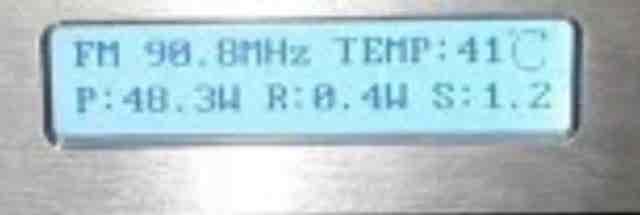 FM 90.8MHz TEMP:41℃
P:48.3W R:0.4W S:1.2